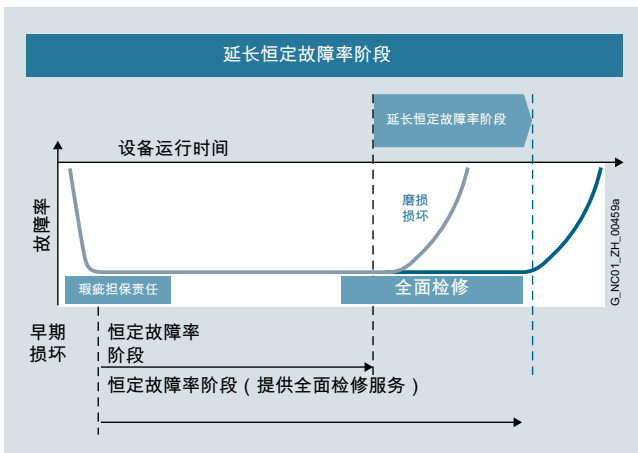 延长恒定故障率阶段
延长恒定故障率阶段
设备运行时间
故障率
磨损
损坏
瑕疵担保责任
全面检修
G_NC01_ZH_00459a
早期
损坏
恒定故障率
阶段
恒定故障率阶段（提供全面检修服务）